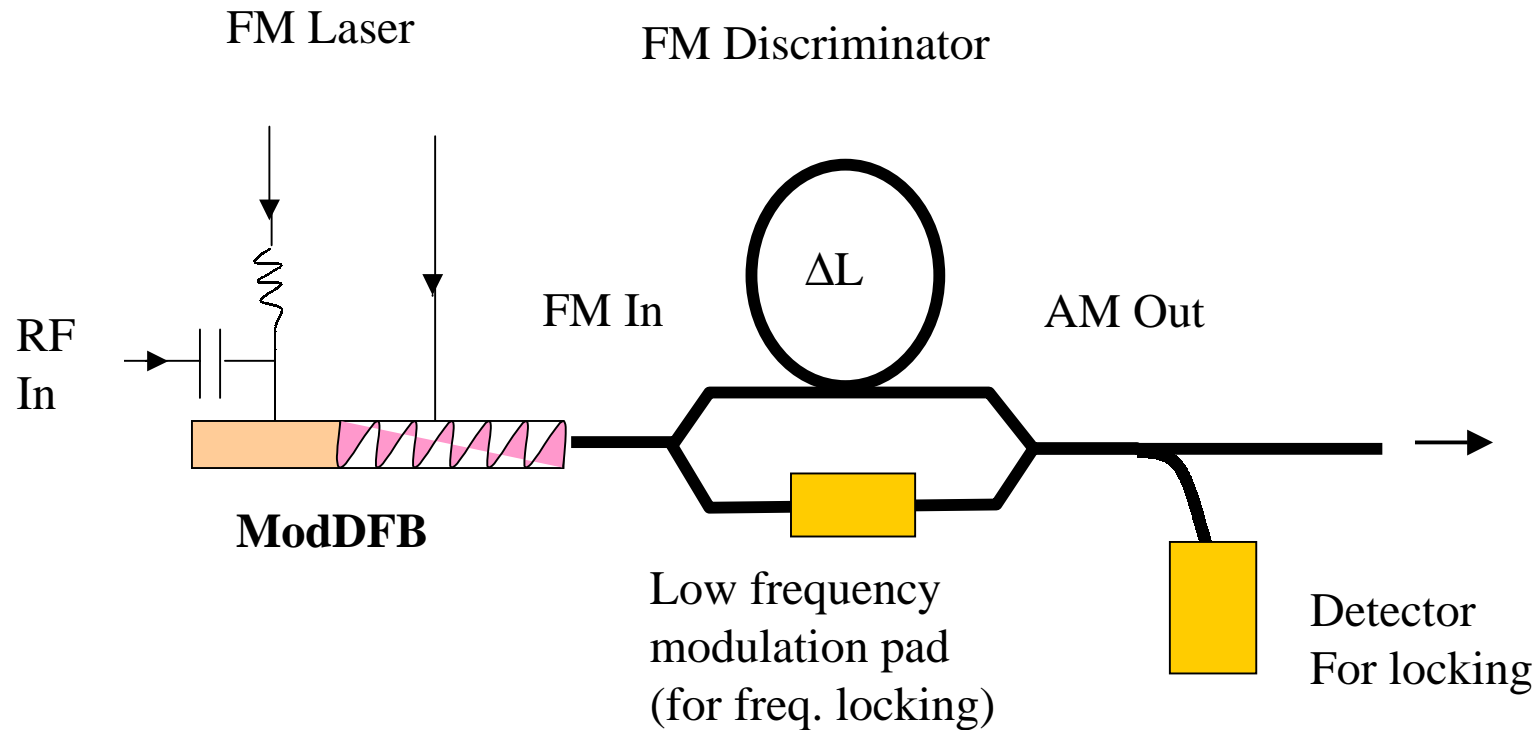 FM Laser
FM Discriminator
ΔL
FM In
AM Out
RF
In
ModDFB
Low frequency
modulation pad
(for freq. locking)
Detector
For locking